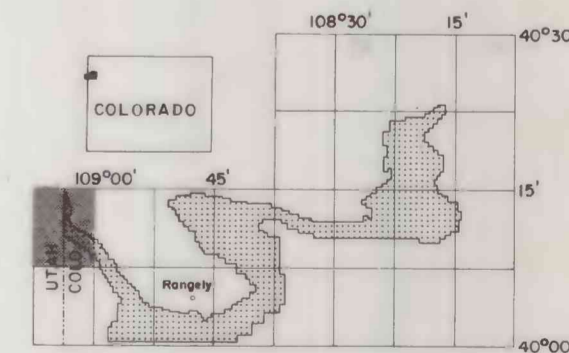 108°30' 15'
40°30'
COLORADO
109°00' 45'
15'
UTAH
COLO.
Rangely
40°00'